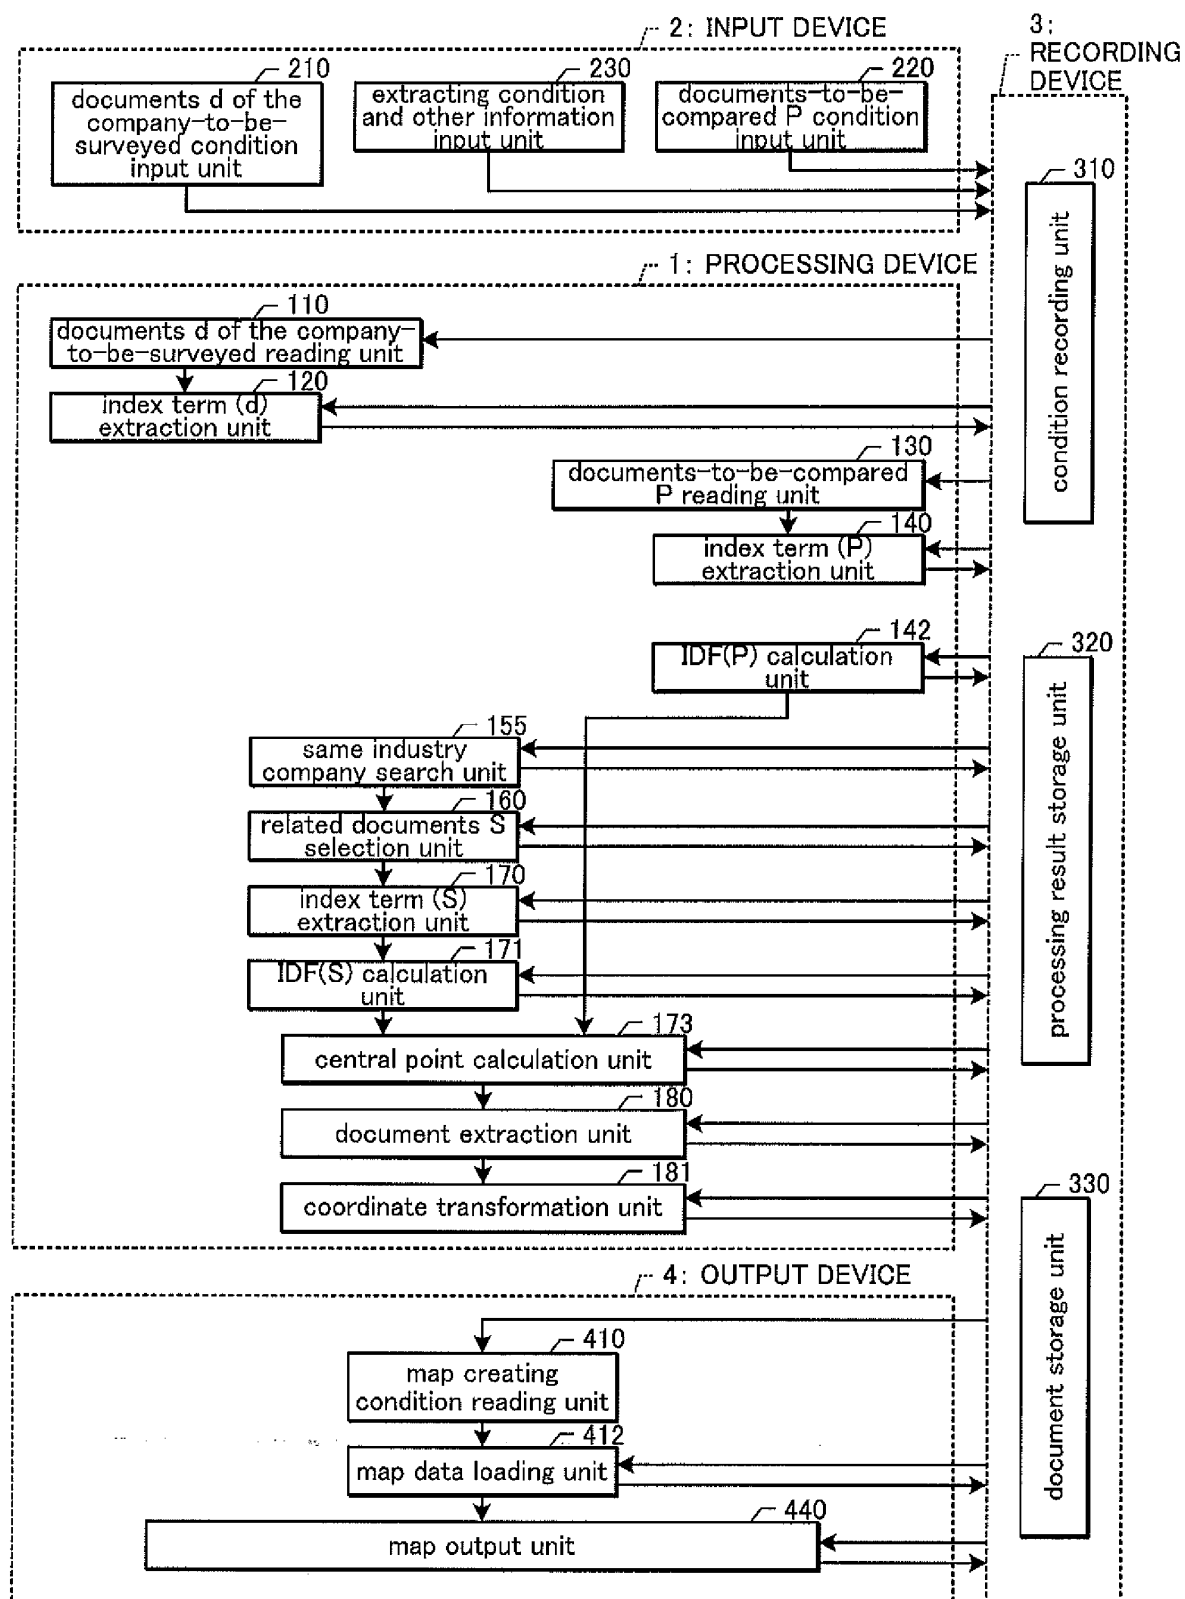 2: INPUT DEVICE
3:
RECORDING
DEVICE
210
documents d of the
company-to-be-
surveyed condition
input unit
230
extracting condition
and other information
input unit
220
documents-to-be-
compared P condition
input unit
310
condition recording unit
1: PROCESSING DEVICE
110
documents d of the company-
to-be-surveyed reading unit
120
index term (d)
extraction unit
130
documents-to-be-compared
P reading unit
140
index term (P)
extraction unit
142
IDF(P) calculation
unit
320
processing result storage unit
155
same industry
company search unit
160
related documents S
selection unit
170
index term (S)
extraction unit
171
IDF(S) calculation
unit
173
central point calculation unit
180
document extraction unit
181
coordinate transformation unit
330
document storage unit
4: OUTPUT DEVICE
410
map creating
condition reading unit
412
map data loading unit
440
map output unit